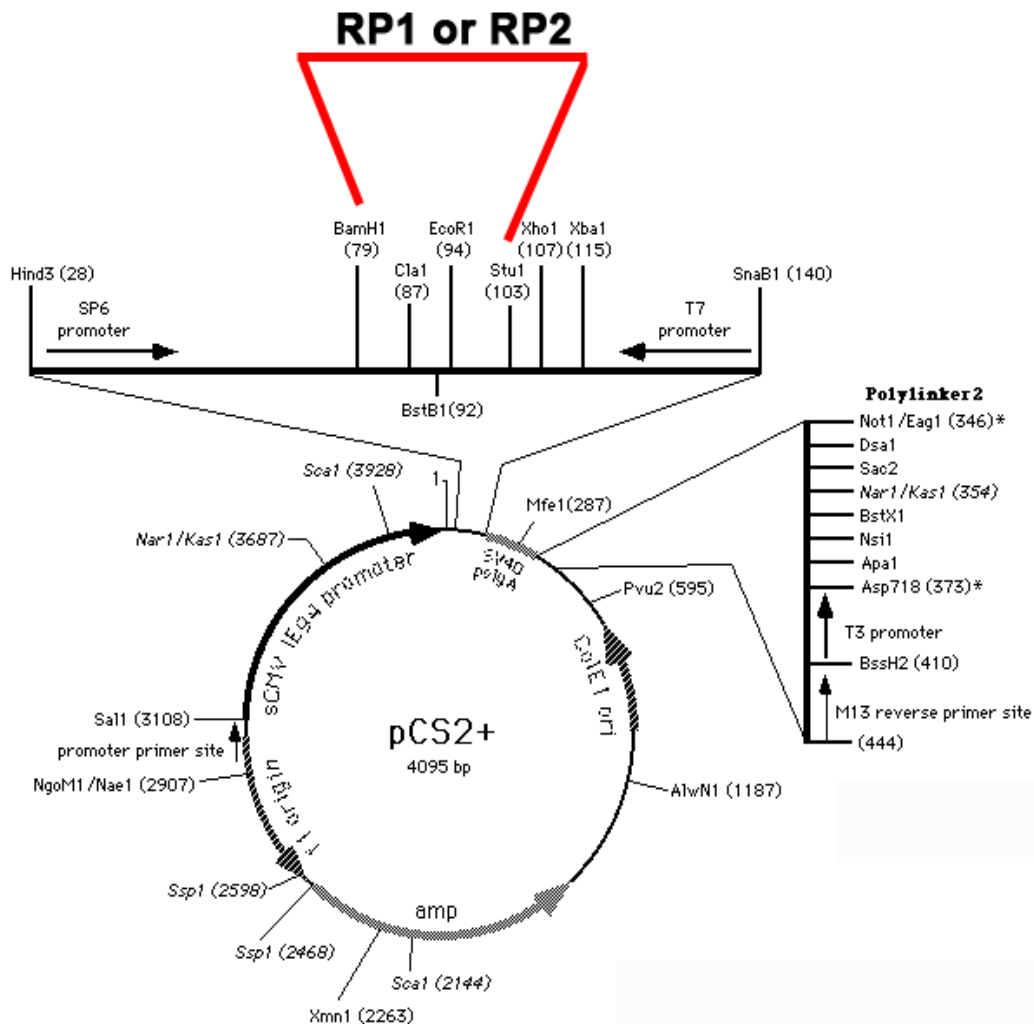 RP1 or RP2
BamH1
(79)
EcoR1
(94)
Xho1
(107)
Xba1
(115)
Cla1
(87)
Stu1
(103)
Hind3 (28)
SnaB1 (140)
SP6
promoter
T7
promoter
BstB1(92)
Polylinker2
Not1/Eag1 (346)*
Dsa1
Sac2
Nar1/Kas1 (354)
BstX1
Nsi1
Apa1
Asp718 (373)*
T3 promoter
BssH2 (410)
M13 reverse primer site
(444)
Sca1 (3928)
1
Mfe1(287)
Nar1/Kas1 (3687)
sCMV IE94 promoter
SV40
polyA
Pvu2 (595)
ColE1 ori
Sal1 (3108)
promoter primer site
NgoM1/Nae1 (2907)
f1 origin
pCS2+
4095 bp
AlwN1 (1187)
Ssp1 (2598)
Ssp1 (2468)
amp
Sca1 (2144)
Xmn1 (2263)